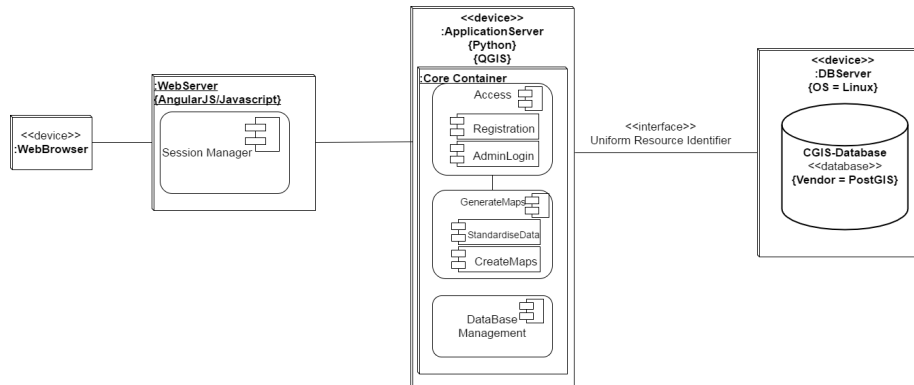 <<device>>
:WebBrowser
:WebServer
{AngularJS/Javascript}
Session Manager
<<device>>
:ApplicationServer
{Python}
{QGIS}
:Core Container
Access
Registration
AdminLogin
GenerateMaps
StandardiseData
CreateMaps
DataBase
Management
<<interface>>
Uniform Resource Identifier
<<device>>
:DBServer
{OS = Linux}
CGIS-Database
<<database>>
{Vendor = PostGIS}